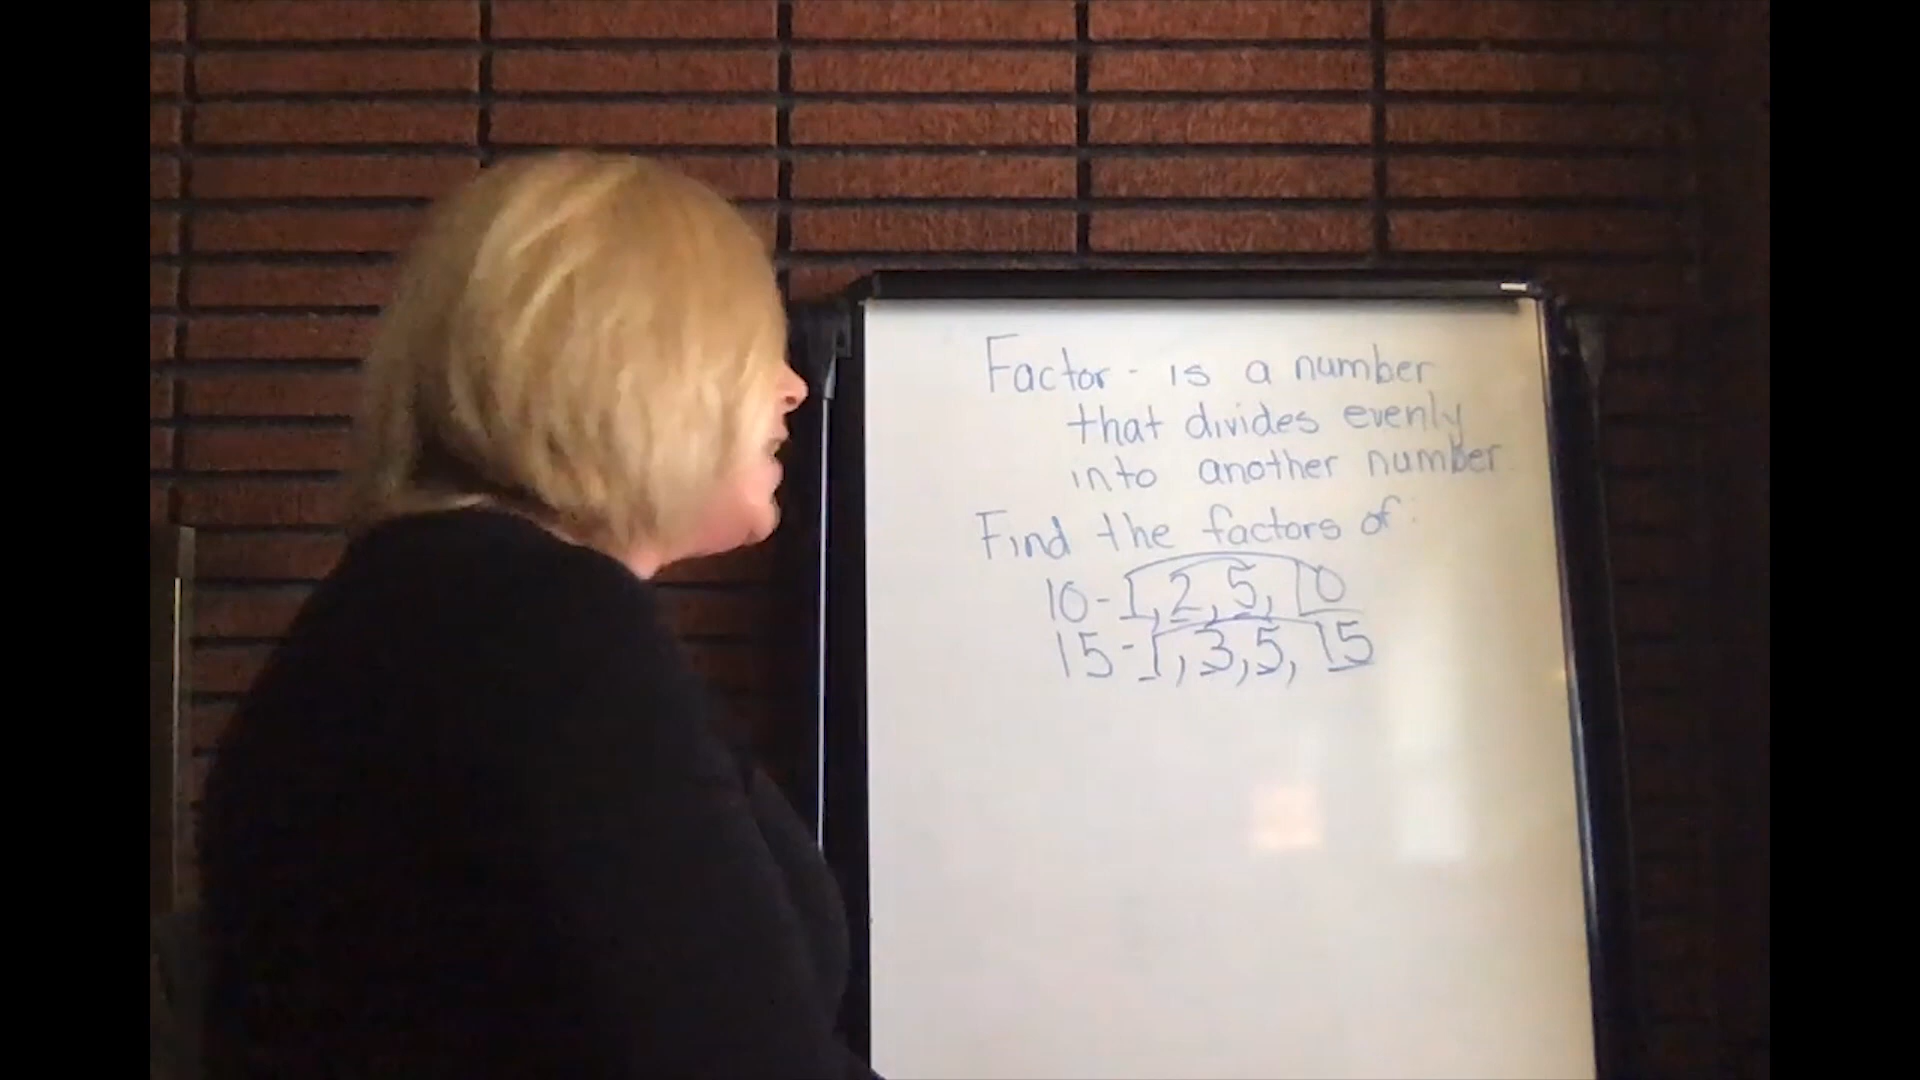 Factor - is a number
that divides evenly
into another number
Find the factors of:
10-1, 2, 5, 10
15-1, 3, 5, 15